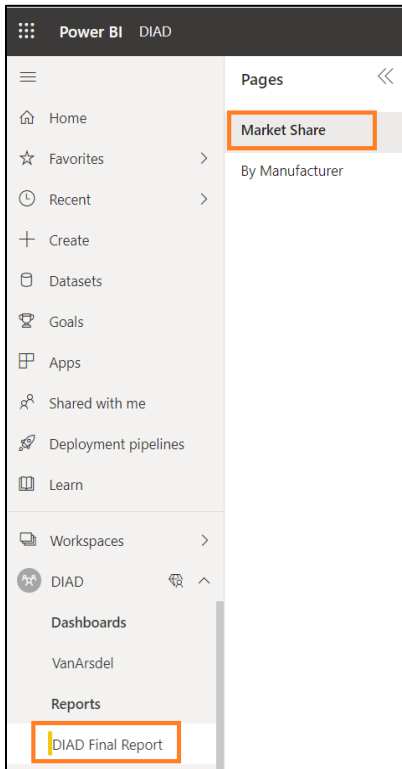 Power BI DIAD
Home
Favorites
Recent
Create
Datasets
Goals
Apps
Shared with me
Deployment pipelines
Learn
Workspaces
DIAD
Dashboards
VanArsdel
Reports
DIAD Final Report
Pages
Market Share
By Manufacturer